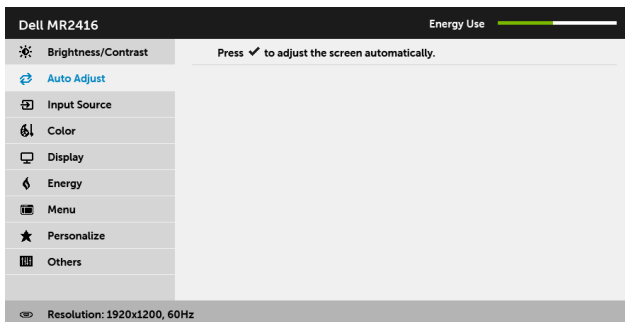 Dell MR2416
Energy Use
Brightness/Contrast
Press ✔ to adjust the screen automatically.
Auto Adjust
Input Source
Color
Display
Energy
Menu
Personalize
Others
Resolution: 1920x1200, 60Hz